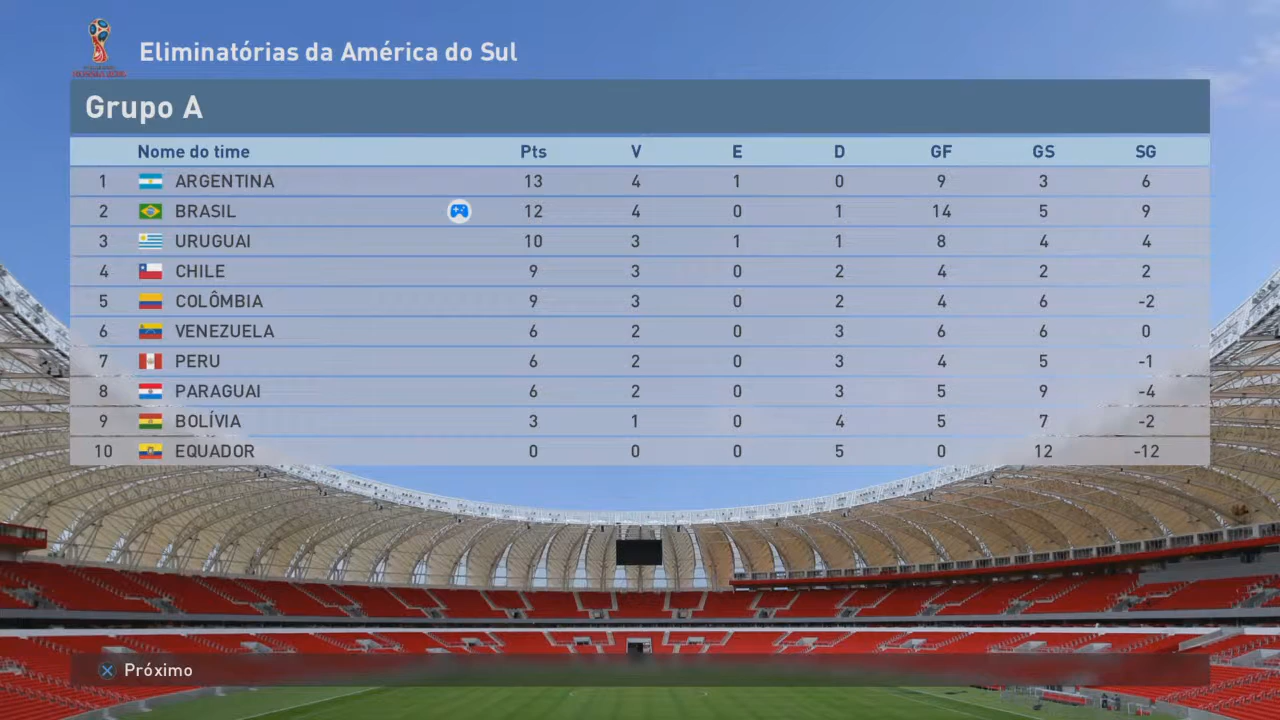 Eliminatórias da América do Sul
Grupo A
Nome do time Pts V E D GF GS SG
1 ARGENTINA 13 4 1 0 9 3 6
2 BRASIL 12 4 0 1 14 5 9
3 URUGUAI 10 3 1 1 8 4 4
4 CHILE 9 3 0 2 4 2 2
5 COLÔMBIA 9 3 0 2 4 6 -2
6 VENEZUELA 6 2 0 3 6 6 0
7 PERU 6 2 0 3 4 5 -1
8 PARAGUAI 6 2 0 3 5 9 -4
9 BOLÍVIA 3 1 0 4 5 7 -2
10 EQUADOR 0 0 0 5 0 12 -12
Próximo